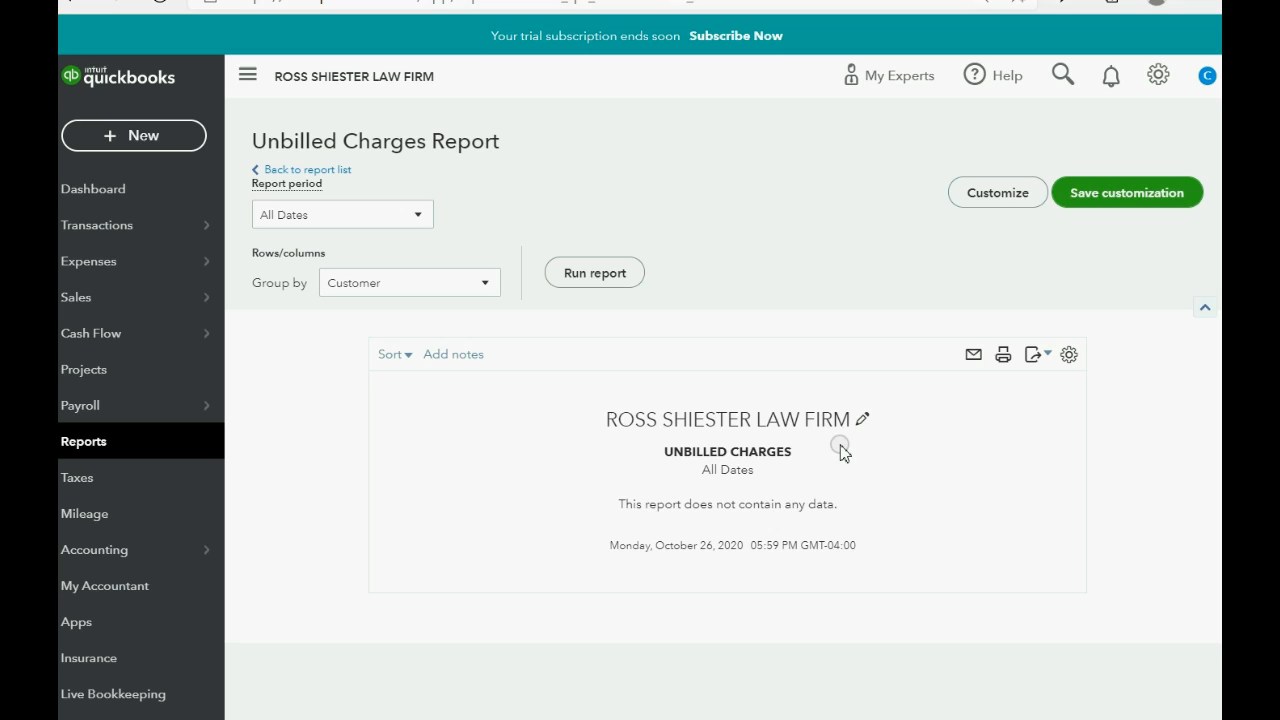 Your trial subscription ends soon Subscribe Now
intuit quickbooks
ROSS SHIESTER LAW FIRM
My Experts
Help
C
+ New
Unbilled Charges Report
Back to report list
Report period
All Dates
Customize
Save customization
Rows/columns
Group by
Customer
Run report
Dashboard
Transactions
Expenses
Sales
Cash Flow
Projects
Payroll
Reports
Taxes
Mileage
Accounting
My Accountant
Apps
Insurance
Live Bookkeeping
Sort
Add notes
ROSS SHIESTER LAW FIRM
UNBILLED CHARGES
All Dates
This report does not contain any data.
Monday, October 26, 2020 05:59 PM GMT-04:00